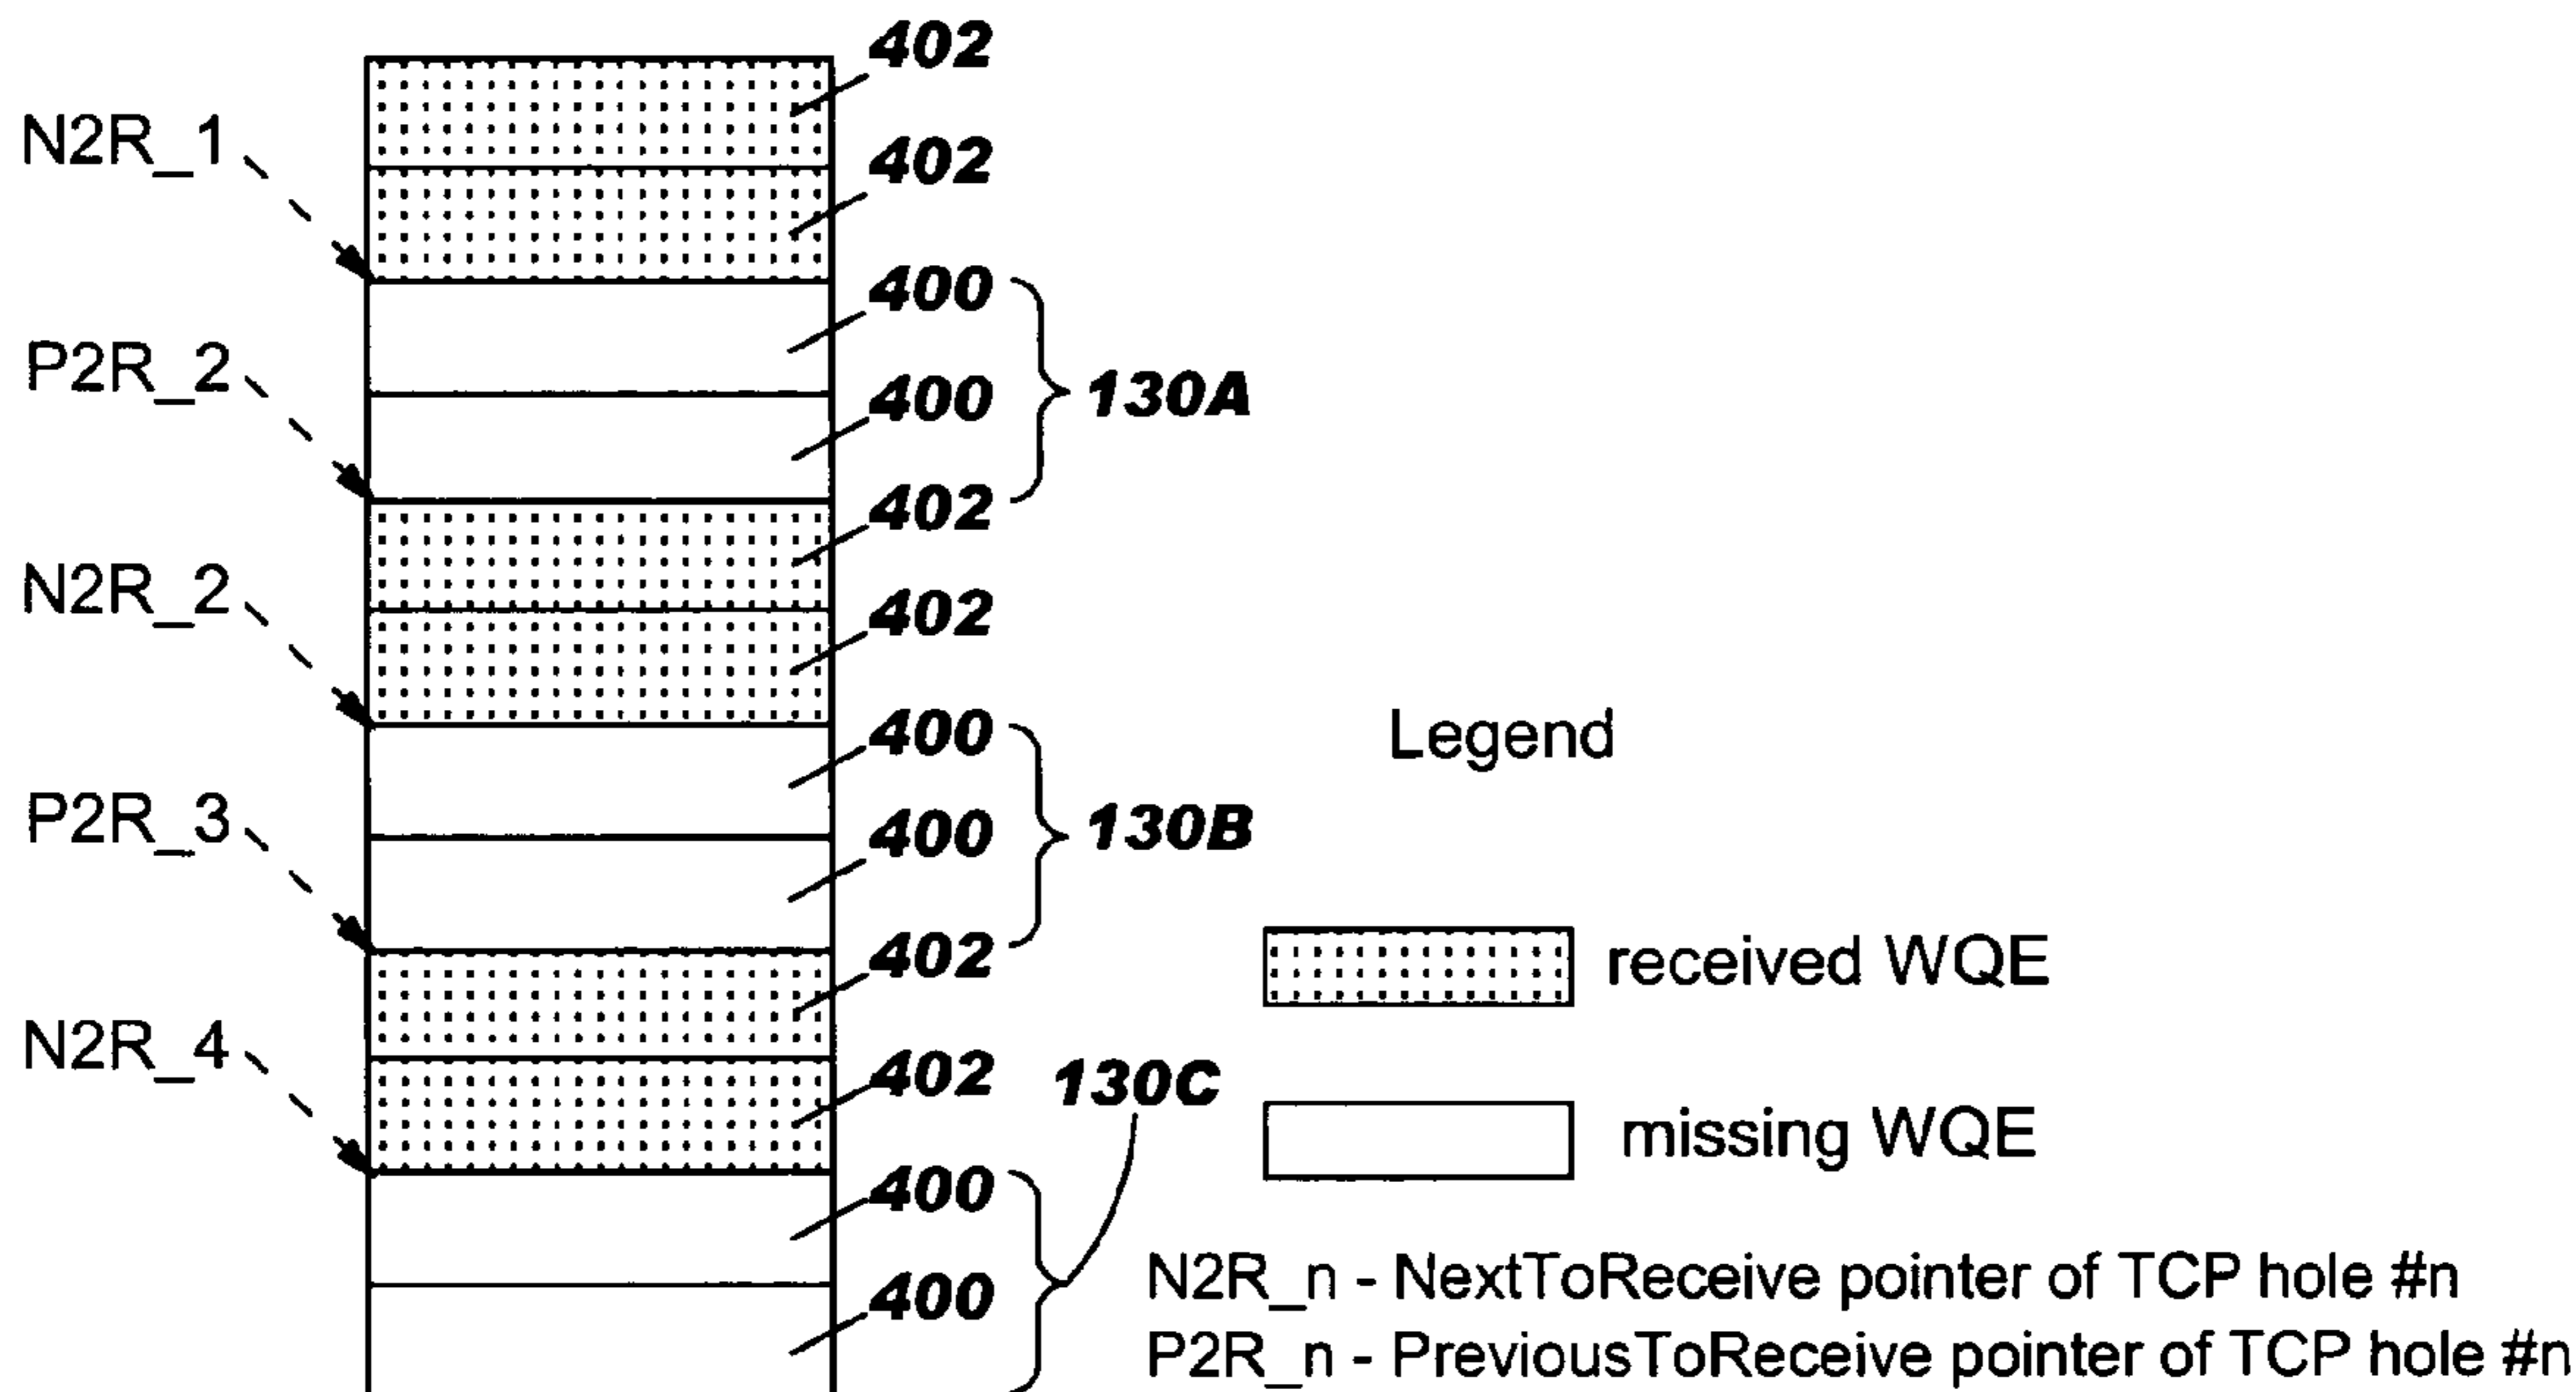 402
N2R_1
402
400
P2R_2
400
130A
402
N2R_2
402
400
Legend
P2R_3
400
130B
402
received WQE
N2R_4
402
130C
missing WQE
400
N2R_n - NextToReceive pointer of TCP hole #n
400
P2R_n - PreviousToReceive pointer of TCP hole #n